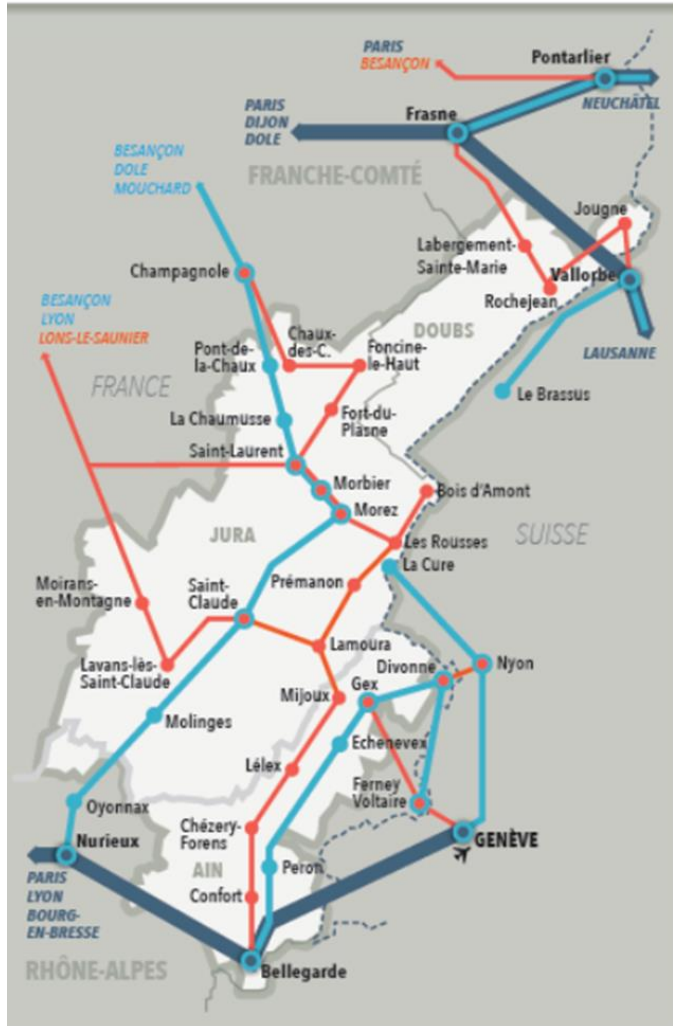 PARIS
BESANÇON
Pontarlier
NEUCHÂTEL
PARIS
DIJON
DOLE
Frasne
BESANÇON
DOLE
MOUCHARD
FRANCHE-COMTÉ
Jougne
Labergement-
Sainte-Marie
Champagnole
Vallorbe
Rochejean
BESANÇON
LYON
LONS-LE-SAUNIER
DOUBS
Chaux-
des-C.
Foncine-
le-Haut
LAUSANNE
Pont-de-
la-Chaux
FRANCE
Le Brassus
La Chaumusse
Fort-du-
Plasne
Saint-Laurent
Morbier
Bois d'Amont
Morez
JURA
SUISSE
Les Rousses
La Cure
Moirans-
en-Montagne
Saint-
Claude
Prémanon
Lamoura
Lavans-lès-
Saint-Claude
Divonne
Nyon
Mijoux
Gex
Molinges
Echenevex
Lélex
Ferney
Voltaire
Oyonnax
Chézery-
Forens
Nurieux
GENÈVE
AIN
Peron
PARIS
LYON
BOURG-
EN-BRESSE
Confort
RHÔNE-ALPES
Bellegarde